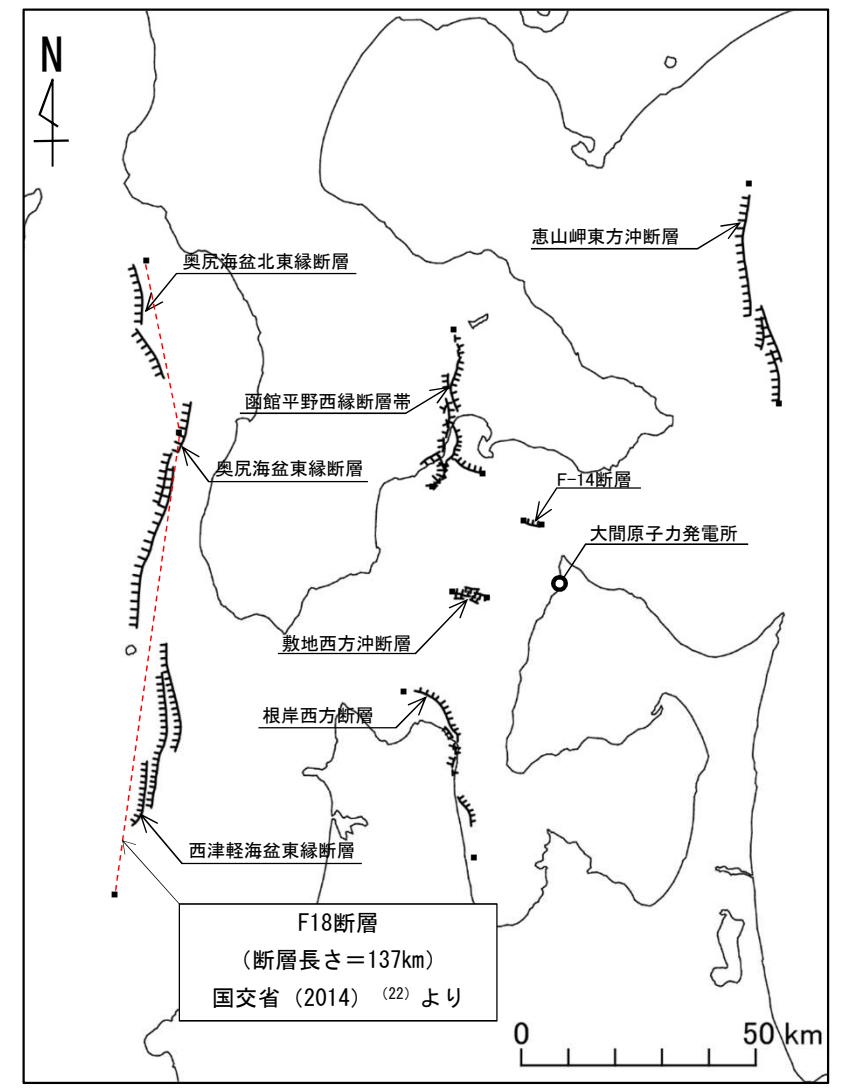 N
恵山岬東方沖断層
奥尻海盆北東縁断層
函館平野西縁断層帯
奥尻海盆東縁断層
F-14断層
大間原子力発電所
敷地西方沖断層
根岸西方断層
西津軽海盆東縁断層
F18断層
（断層長さ＝137km）
国交省（2014）（22）より
0 50 km